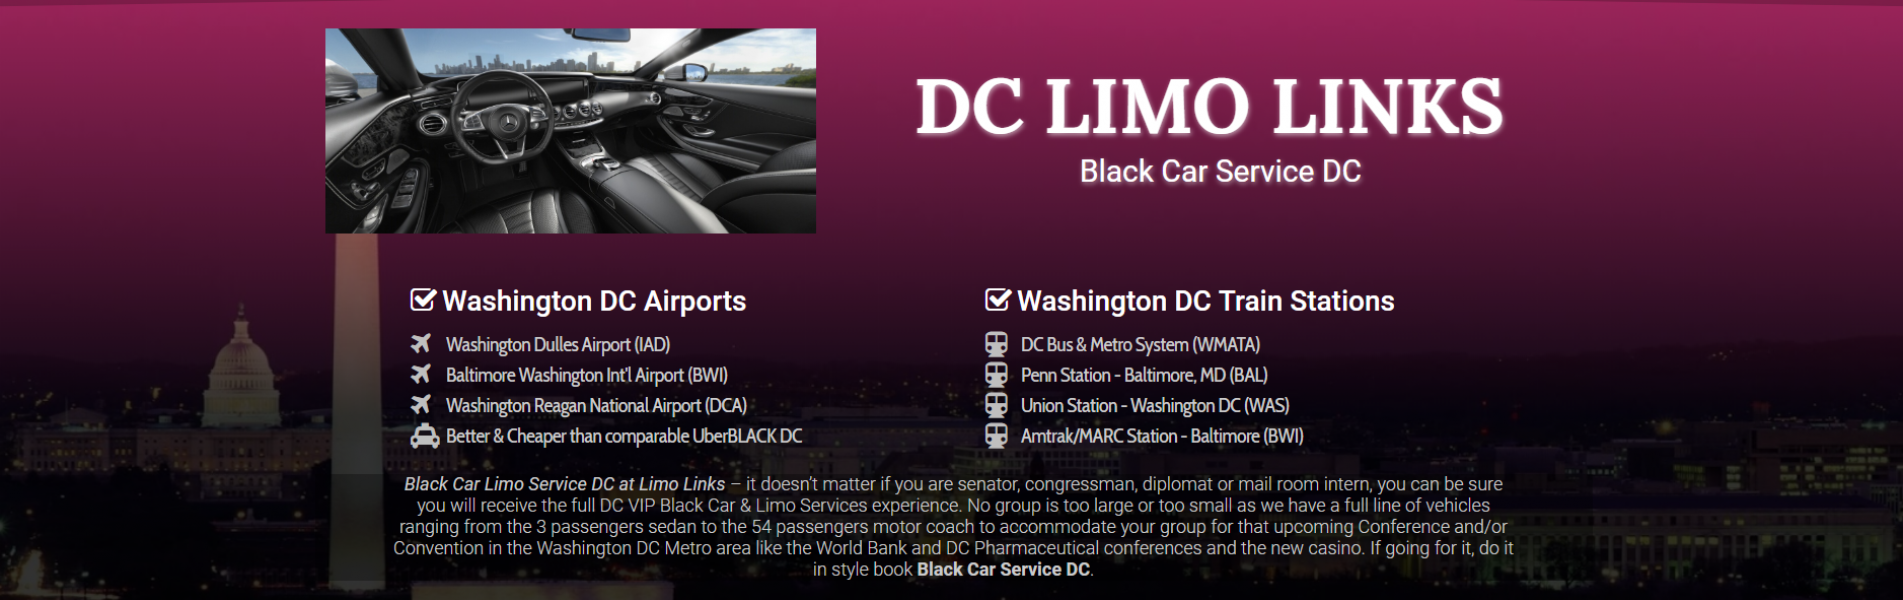 DC LIMO LINKS
Black Car Service DC
Washington DC Airports
Washington Dulles Airport (IAD)
Baltimore Washington Int'l Airport (BWI)
Washington Reagan National Airport (DCA)
Better & Cheaper than comparable UberBLACK DC
Washington DC Train Stations
DC Bus & Metro System (WMATA)
Penn Station - Baltimore, MD (BAL)
Union Station - Washington DC (WAS)
Amtrak/MARC Station - Baltimore (BWI)
Black Car Limo Service DC at Limo Links – it doesn't matter if you are senator, congressman, diplomat or mail room intern, you can be sure
you will receive the full DC VIP Black Car & Limo Services experience. No group is too large or too small as we have a full line of vehicles
ranging from the 3 passengers sedan to the 54 passengers motor coach to accommodate your group for that upcoming Conference and/or
Convention in the Washington DC Metro area like the World Bank and DC Pharmaceutical conferences and the new casino. If going for it, do it
in style book Black Car Service DC.